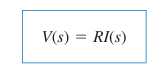 V(s) = RI(s)